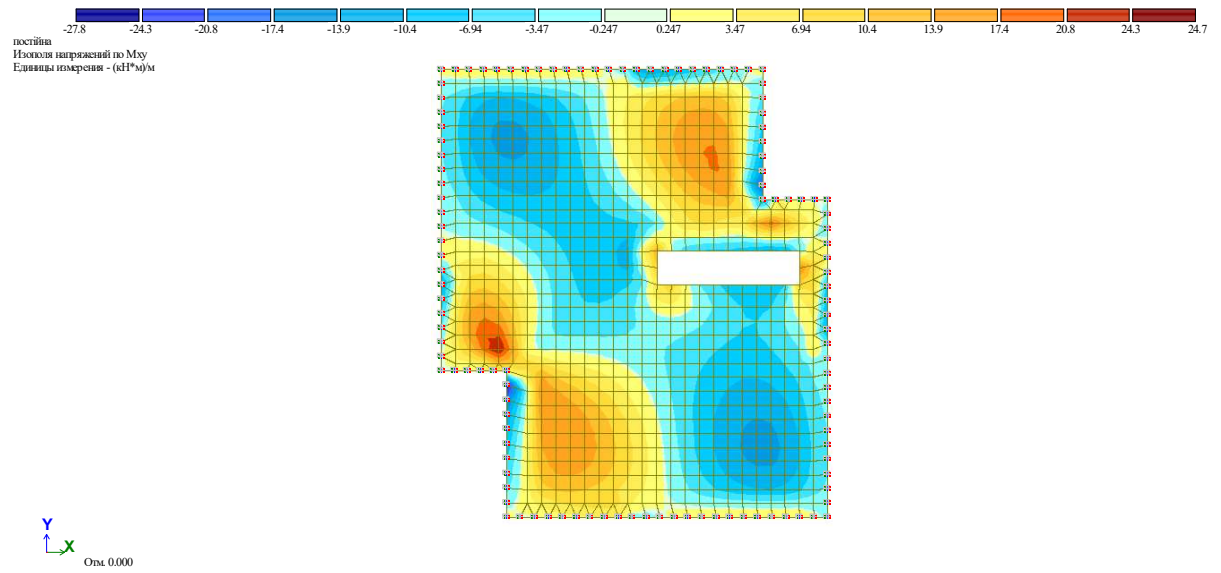 -27.8 -24.3 -20.8 -17.4 -13.9 -10.4 -6.94 -3.47 -0.247 0.247 3.47 6.94 10.4 13.9 17.4 20.8 24.3 24.7
постійна
Изополя напряжений по Mxy
Единицы измерения - (кН*м)/м
Y
X
Отм. 0.000